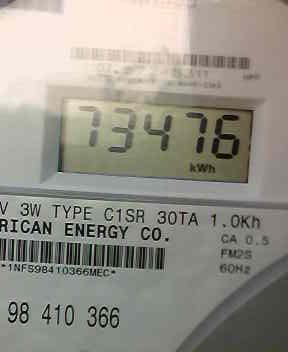 73476
kWh
V 3W TYPE C1SR 30TA 1.0Kh
RICAN ENERGY CO.
CA 0.5
FM2S
60Hz
*1NFS98410366MEC*
98 410 366